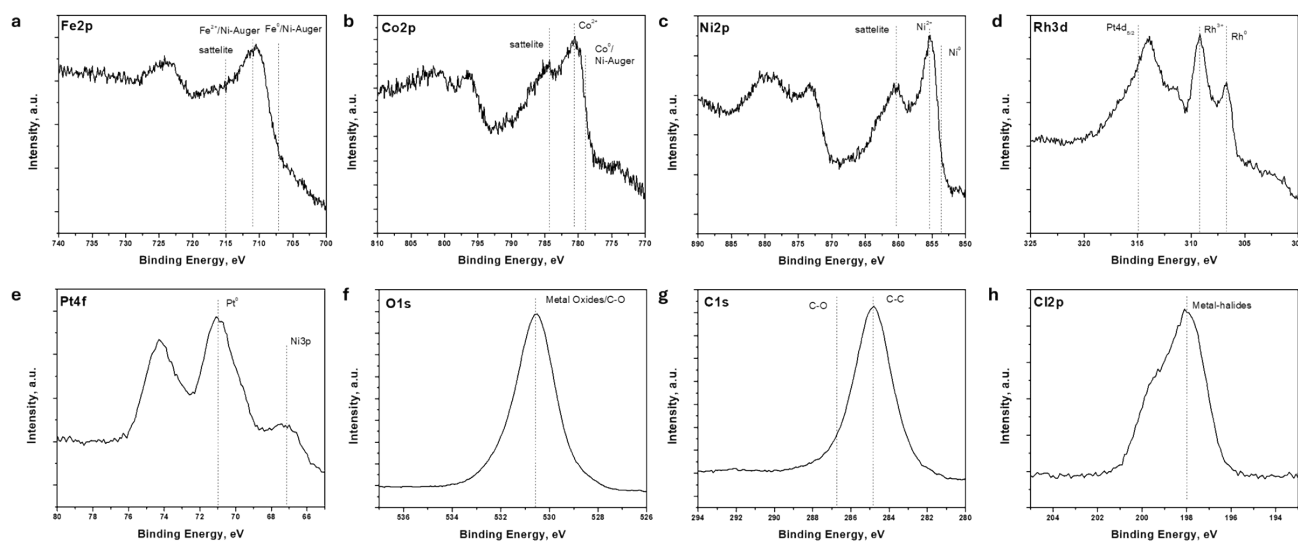 a
Fe2p
Fe²⁺/Ni-Auger
Fe⁰/Ni-Auger
sattelite
Intensity, a.u.
740 735 730 725 720 715 710 705 700
Binding Energy, eV
b
Co2p
Co²⁺
sattelite
Co⁰/
Ni-Auger
Intensity, a.u.
810 800 790 780 770
Binding Energy, eV
c
Ni2p
sattelite
Ni²⁺
Ni⁰
Intensity, a.u.
890 885 880 875 870 865 860 855 850
Binding Energy, eV
d
Rh3d
Pt4d₅/₂
Rh³⁺
Rh⁰
Intensity, a.u.
325 320 315 310 305 300
Binding Energy, eV
e
Pt4f
Pt⁰
Ni3p
Intensity, a.u.
80 78 76 74 72 70 68 66
Binding Energy, eV
f
O1s
Metal Oxides/C-O
Intensity, a.u.
536 534 532 530 528 526
Binding Energy, eV
g
C1s
C-O
C-C
Intensity, a.u.
294 292 290 288 286 284 282 280
Binding Energy, eV
h
Cl2p
Metal-halides
Intensity, a.u.
204 202 200 198 196 194
Binding Energy, eV